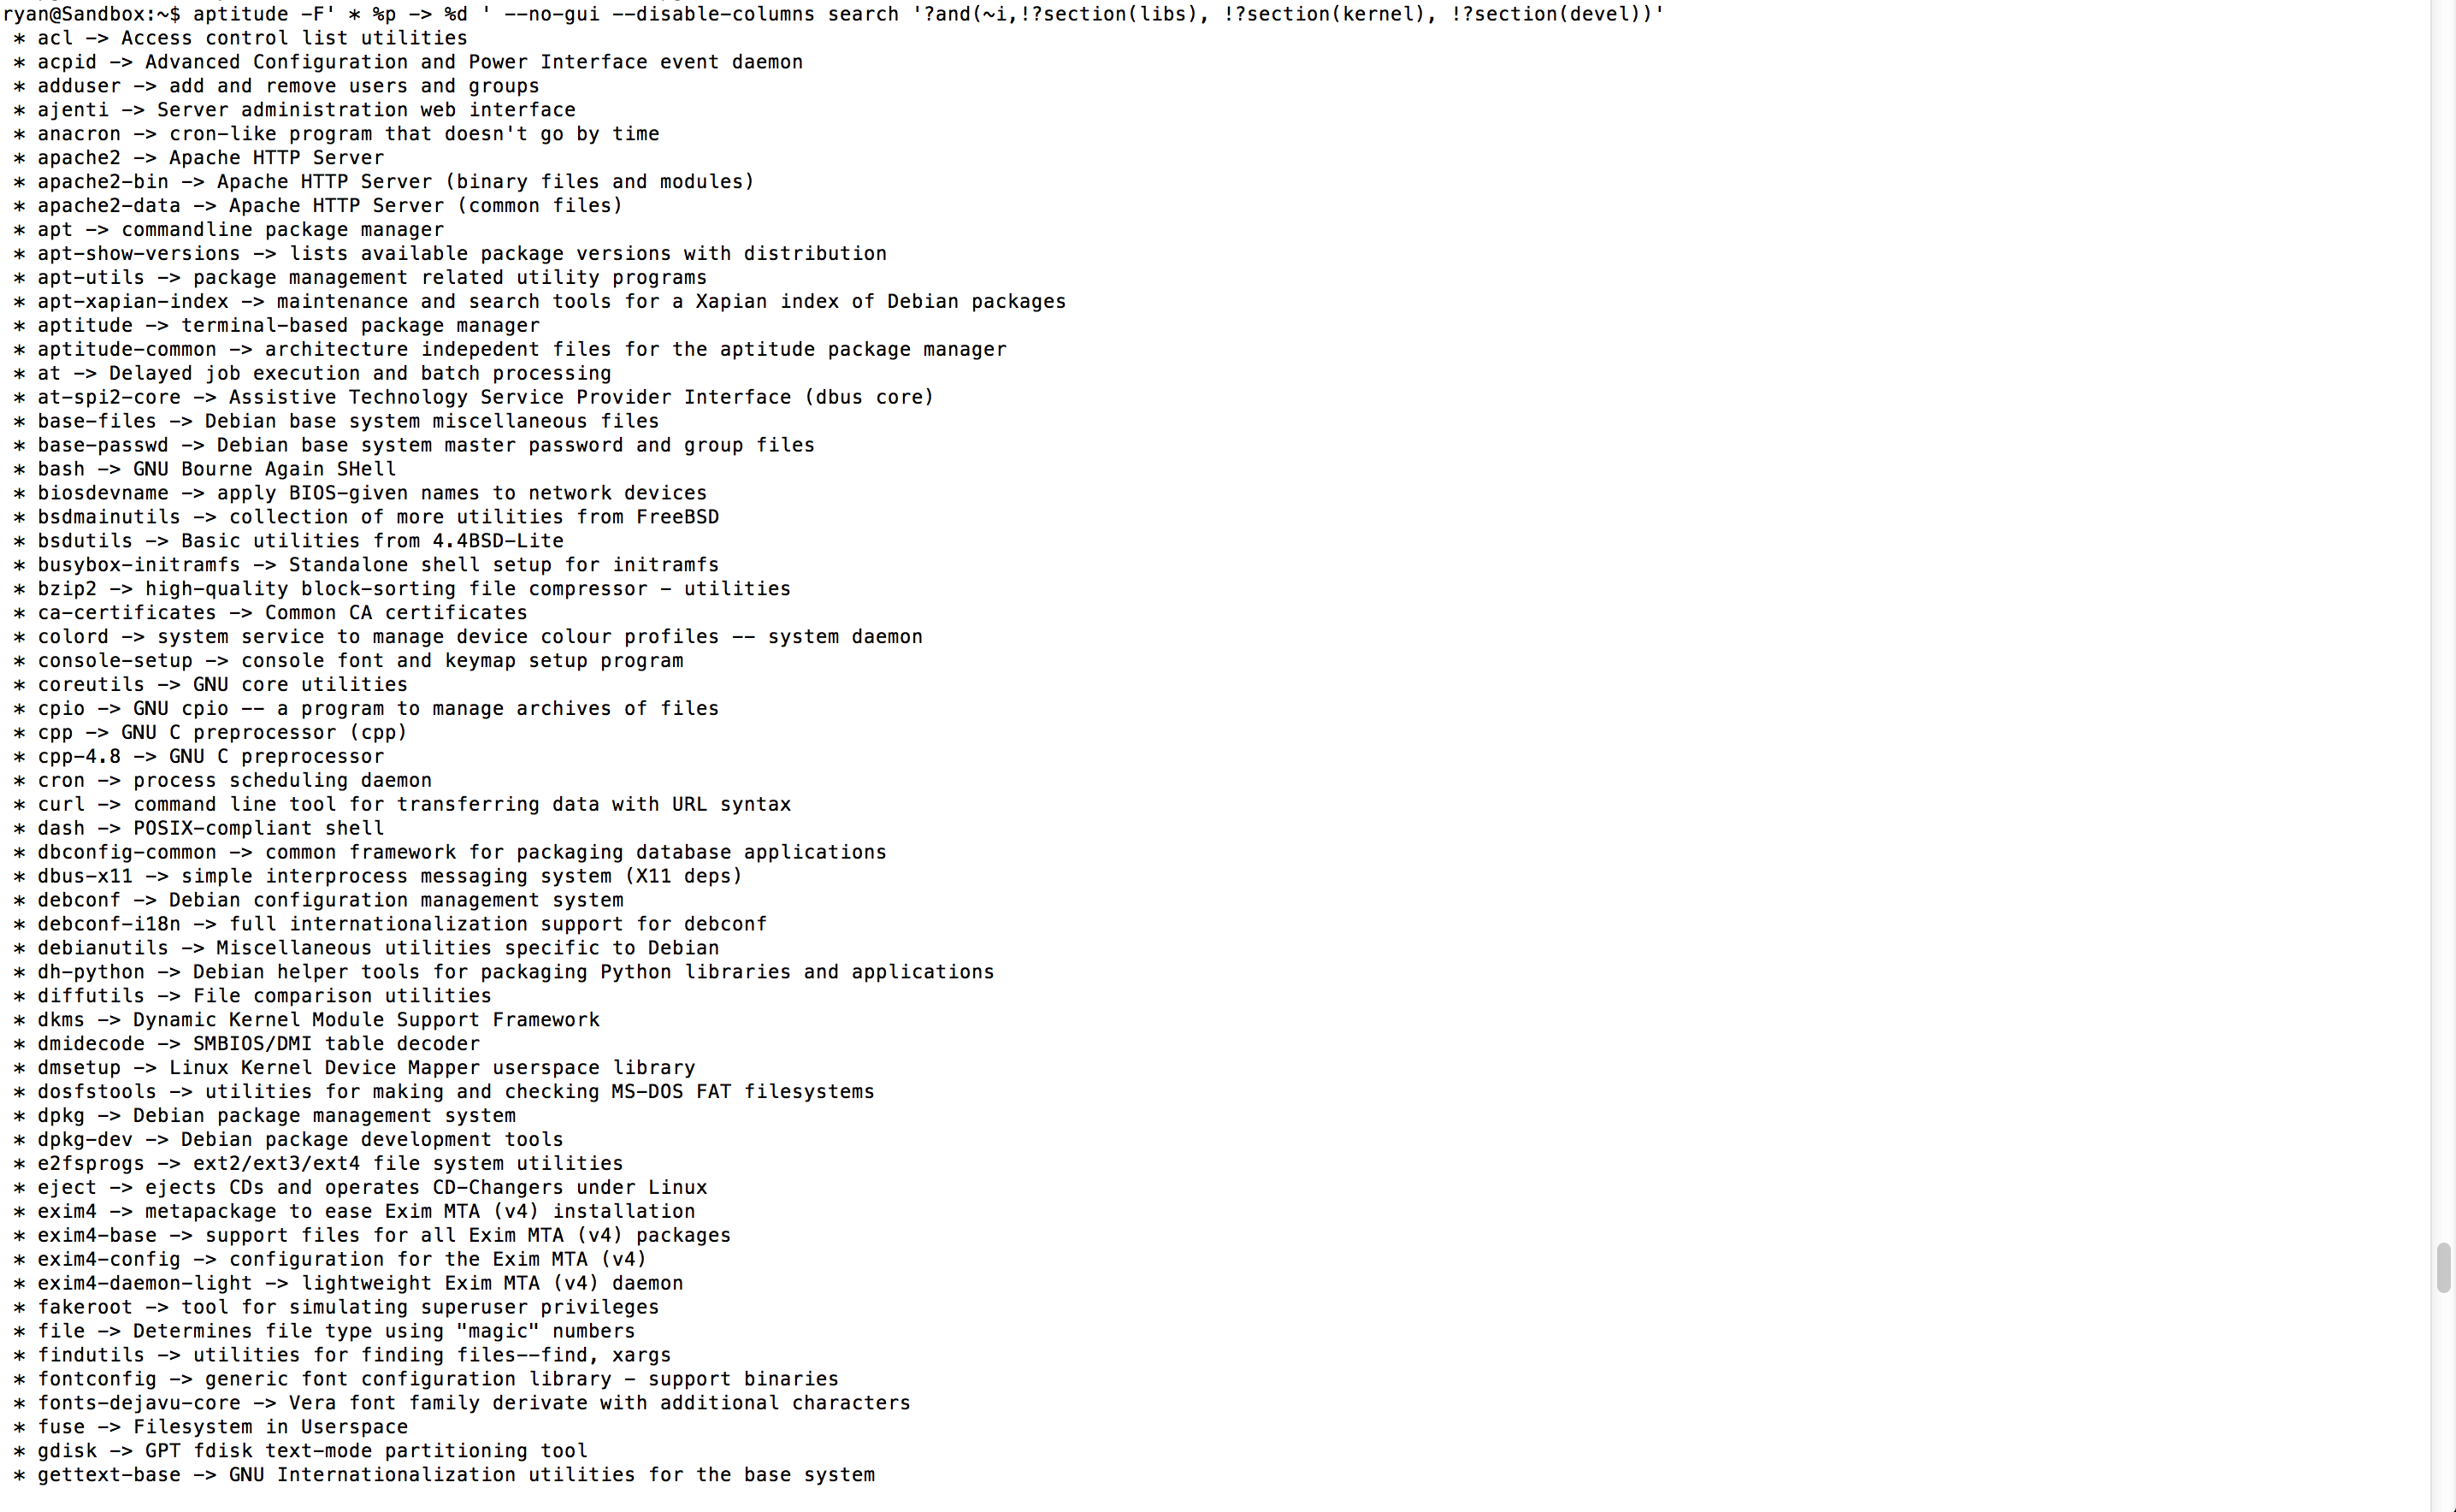 ryan@Sandbox:~$ aptitude -F' * %p -> %d ' --no-gui --disable-columns search '?and(~i,!?section(libs), !?section(kernel), !?section(devel))'
* acl -> Access control list utilities
* acpid -> Advanced Configuration and Power Interface event daemon
* adduser -> add and remove users and groups
* ajenti -> Server administration web interface
* anacron -> cron-like program that doesn't go by time
* apache2 -> Apache HTTP Server
* apache2-bin -> Apache HTTP Server (binary files and modules)
* apache2-data -> Apache HTTP Server (common files)
* apt -> commandline package manager
* apt-show-versions -> lists available package versions with distribution
* apt-utils -> package management related utility programs
* apt-xapian-index -> maintenance and search tools for a Xapian index of Debian packages
* aptitude -> terminal-based package manager
* aptitude-common -> architecture indepedent files for the aptitude package manager
* at -> Delayed job execution and batch processing
* at-spi2-core -> Assistive Technology Service Provider Interface (dbus core)
* base-files -> Debian base system miscellaneous files
* base-passwd -> Debian base system master password and group files
* bash -> GNU Bourne Again SHell
* biosdevname -> apply BIOS-given names to network devices
* bsdmainutils -> collection of more utilities from FreeBSD
* bsdutils -> Basic utilities from 4.4BSD-Lite
* busybox-initramfs -> Standalone shell setup for initramfs
* bzip2 -> high-quality block-sorting file compressor - utilities
* ca-certificates -> Common CA certificates
* colord -> system service to manage device colour profiles -- system daemon
* console-setup -> console font and keymap setup program
* coreutils -> GNU core utilities
* cpio -> GNU cpio -- a program to manage archives of files
* cpp -> GNU C preprocessor (cpp)
* cpp-4.8 -> GNU C preprocessor
* cron -> process scheduling daemon
* curl -> command line tool for transferring data with URL syntax
* dash -> POSIX-compliant shell
* dbconfig-common -> common framework for packaging database applications
* dbus-x11 -> simple interprocess messaging system (X11 deps)
* debconf -> Debian configuration management system
* debconf-i18n -> full internationalization support for debconf
* debianutils -> Miscellaneous utilities specific to Debian
* dh-python -> Debian helper tools for packaging Python libraries and applications
* diffutils -> File comparison utilities
* dkms -> Dynamic Kernel Module Support Framework
* dmidecode -> SMBIOS/DMI table decoder
* dmsetup -> Linux Kernel Device Mapper userspace library
* dosfstools -> utilities for making and checking MS-DOS FAT filesystems
* dpkg -> Debian package management system
* dpkg-dev -> Debian package development tools
* e2fsprogs -> ext2/ext3/ext4 file system utilities
* eject -> ejects CDs and operates CD-Changers under Linux
* exim4 -> metapackage to ease Exim MTA (v4) installation
* exim4-base -> support files for all Exim MTA (v4) packages
* exim4-config -> configuration for the Exim MTA (v4)
* exim4-daemon-light -> lightweight Exim MTA (v4) daemon
* fakeroot -> tool for simulating superuser privileges
* file -> Determines file type using "magic" numbers
* findutils -> utilities for finding files--find, xargs
* fontconfig -> generic font configuration library - support binaries
* fonts-dejavu-core -> Vera font family derivate with additional characters
* fuse -> Filesystem in Userspace
* gdisk -> GPT fdisk text-mode partitioning tool
* gettext-base -> GNU Internationalization utilities for the base system